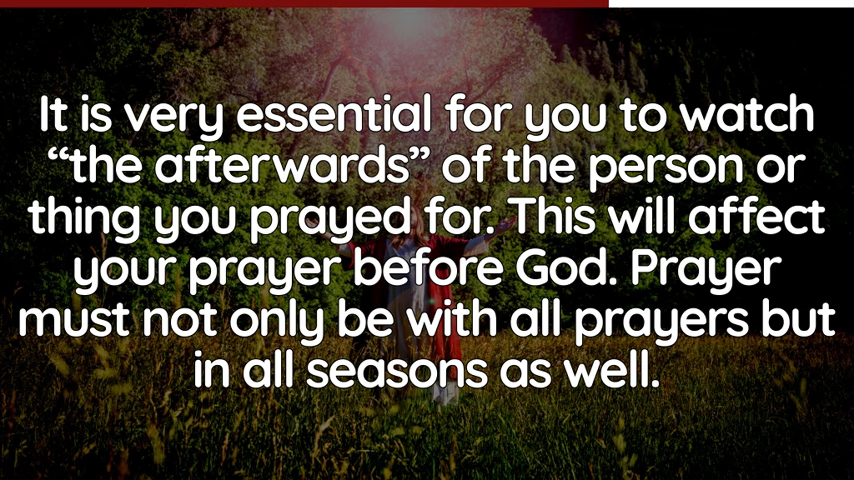 It is very essential for you to watch
“the afterwards” of the person or
thing you prayed for. This will affect
your prayer before God. Prayer
must not only be with all prayers but
in all seasons as well.